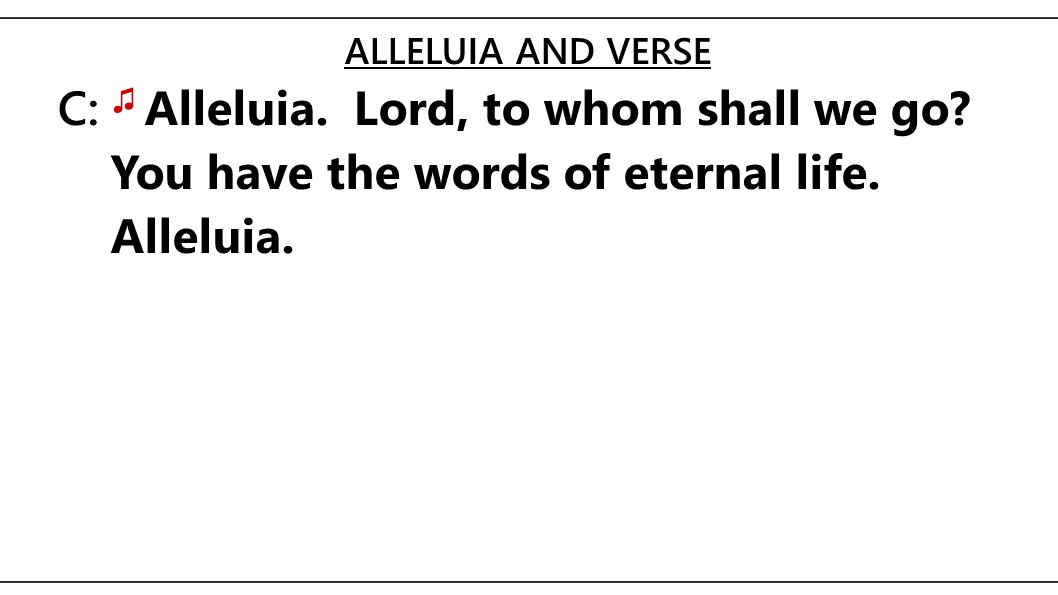 ALLELUIA AND VERSE
C: ♫ Alleluia.  Lord, to whom shall we go?
You have the words of eternal life.
Alleluia.